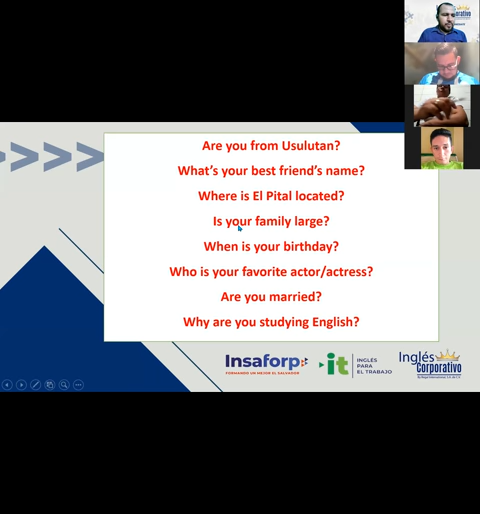 Are you from Usulutan?
What's your best friend's name?
Where is El Pital located?
Is your family large?
When is your birthday?
Who is your favorite actor/actress?
Are you married?
Why are you studying English?
Insaforp
FORMANDO UN MEJOR EL SALVADOR
it
INGLÉS
PARA
EL TRABAJO
Inglés
Corporativo